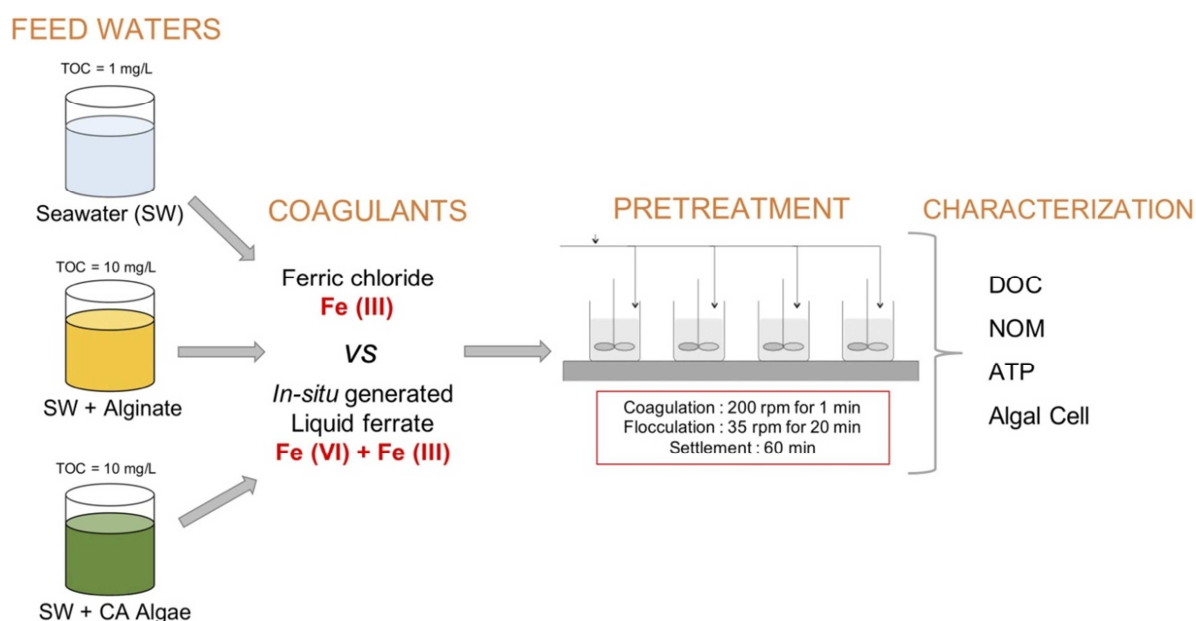 FEED WATERS
TOC = 1 mg/L
Seawater (SW)
TOC = 10 mg/L
SW + Alginate
TOC = 10 mg/L
SW + CA Algae
COAGULANTS
Ferric chloride
Fe (III)
VS
In-situ generated
Liquid ferrate
Fe (VI) + Fe (III)
PRETREATMENT
Coagulation : 200 rpm for 1 min
Flocculation : 35 rpm for 20 min
Settlement : 60 min
CHARACTERIZATION
DOC
NOM
ATP
Algal Cell